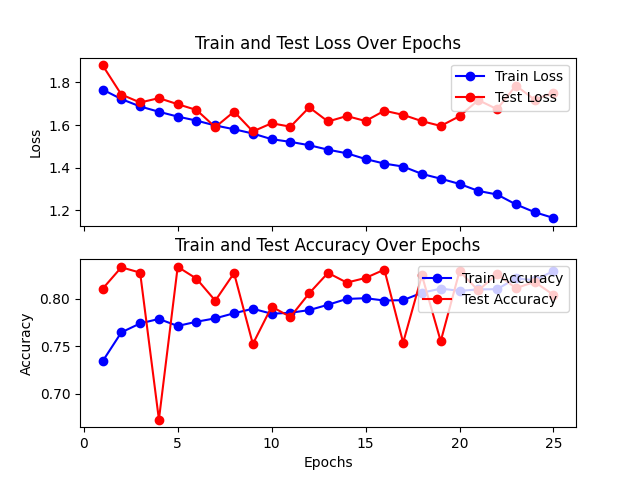 Train and Test Loss Over Epochs
1.8
1.6
1.4
1.2
Loss
Train Loss
Test Loss
Train and Test Accuracy Over Epochs
0.80
0.75
0.70
Accuracy
Train Accuracy
Test Accuracy
0 5 10 15 20 25
Epochs